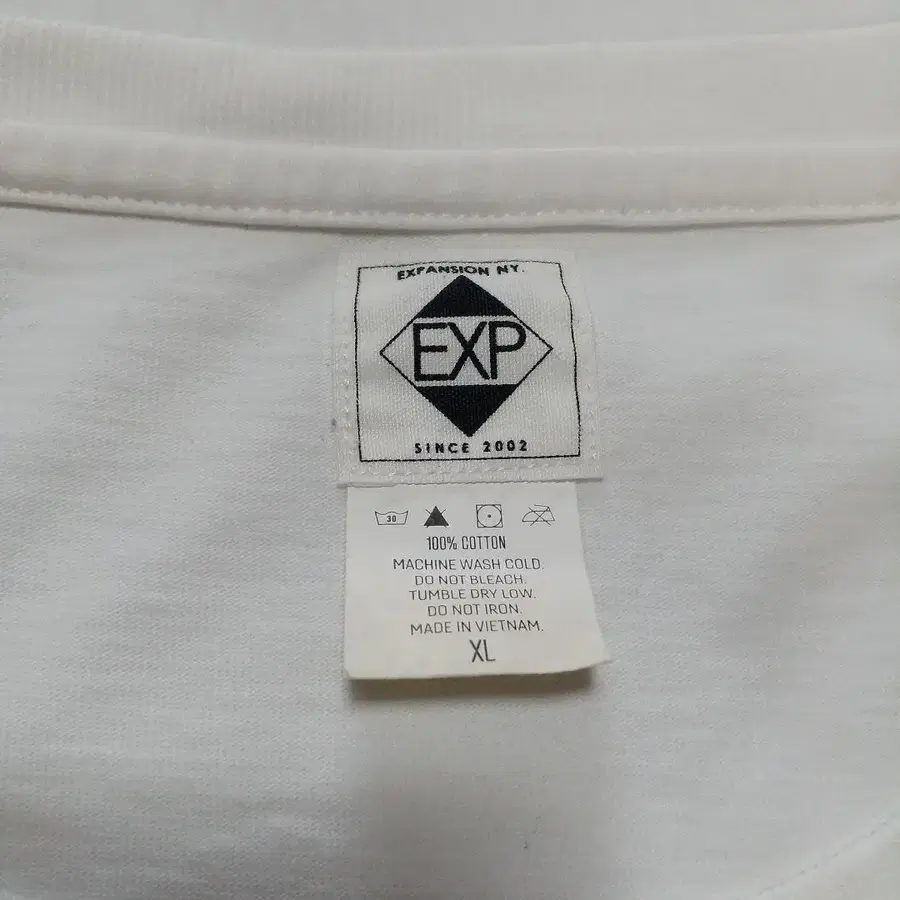 EXPANSION NY.
EXP
SINCE 2002
30
100% COTTON
MACHINE WASH COLD.
DO NOT BLEACH.
TUMBLE DRY LOW.
DO NOT IRON.
MADE IN VIETNAM.
XL